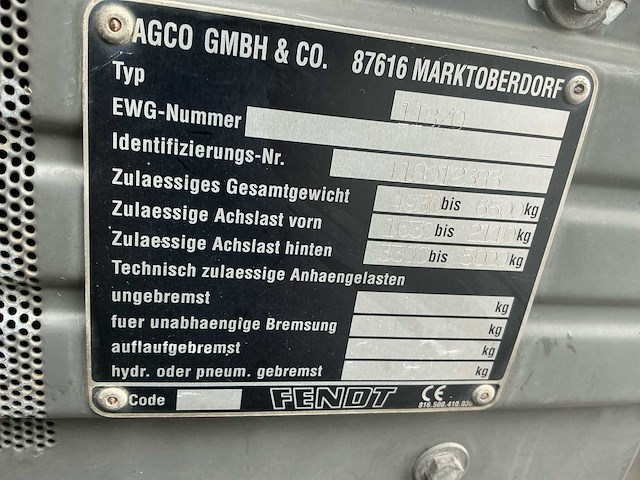 AGCO GMBH & CO. 87616 MARKTOBERDORF
Typ
EWG-Nummer
Identifizierungs-Nr.
Zulaessiges Gesamtgewicht bis 6500 kg
Zulaessige Achslast vorn bis kg
Zulaessige Achslast hinten bis kg
Technisch zulaessige Anhaengelasten
ungebremst kg
fuer unabhaengige Bremsung kg
auflaufgebremst kg
hydr. oder pneum. gebremst kg
Code FENDT CE